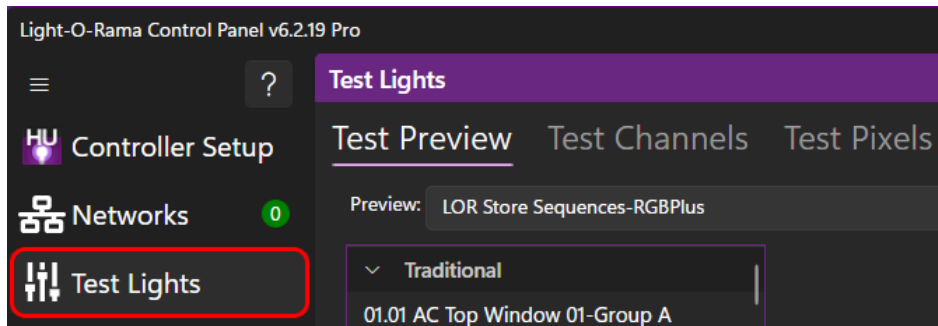 Light-O-Rama Control Panel v6.2.19 Pro
?
Test Lights
HU Controller Setup
Test Preview Test Channels Test Pixels
Networks 0
Preview: LOR Store Sequences-RGBPlus
Test Lights
Traditional
01.01 AC Top Window 01-Group A